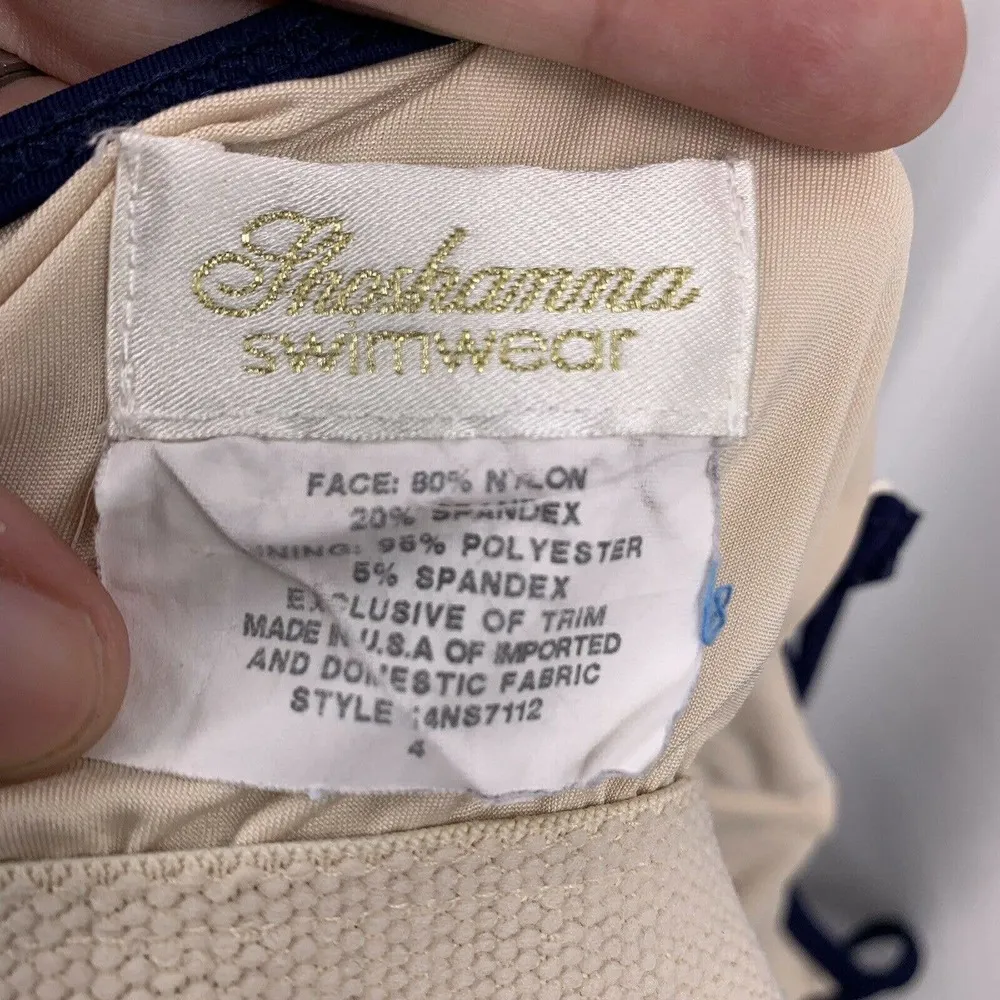 Shoshanna
swimwear
FACE: 80% NYLON
20% SPANDEX
LINING: 95% POLYESTER
5% SPANDEX
EXCLUSIVE OF TRIM
MADE IN U.S.A OF IMPORTED
AND DOMESTIC FABRIC
STYLE :4NS7112
4